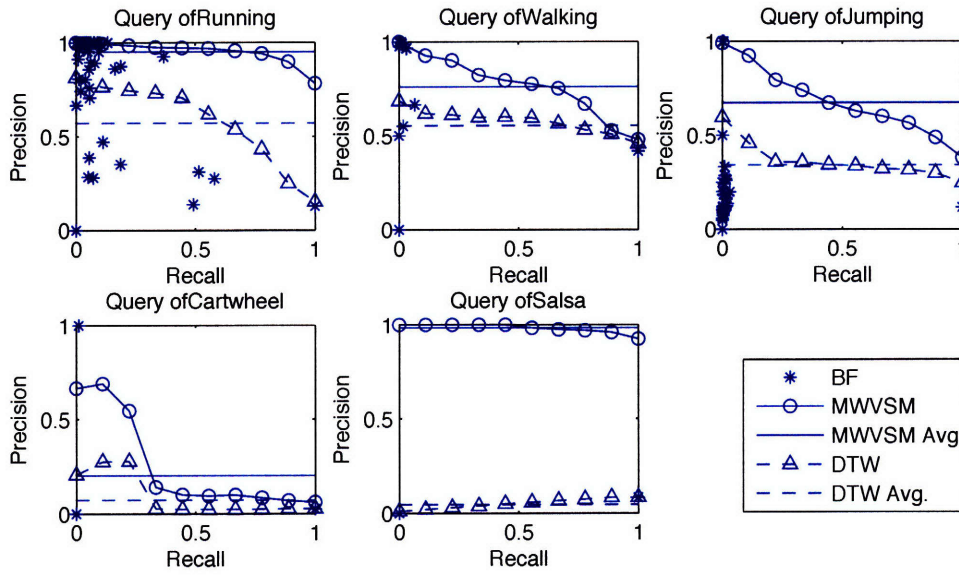 Query ofRunning
1
0.5
0
Precision
0
0.5
1
Recall
Query ofWalking
1
0.5
0
Precision
0
0.5
1
Recall
Query ofJumping
1
0.5
0
Precision
0
0.5
Recall
Query ofCartwheel
1
0.5
0
Precision
0
0.5
1
Recall
Query ofSalsa
1
0.5
0
Precision
0
0.5
1
Recall
BF
MWVSM
MWVSM Avg
DTW
DTW Avg.